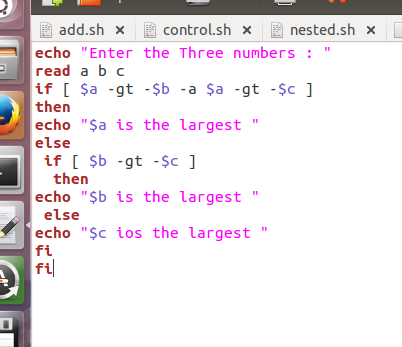 add.sh × control.sh × nested.sh ×
echo "Enter the Three numbers : "
read a b c
if [ $a -gt -$b -a $a -gt -$c ]
then
echo "$a is the largest "
else
if [ $b -gt -$c ]
then
echo "$b is the largest "
else
echo "$c ios the largest "
fi
fi